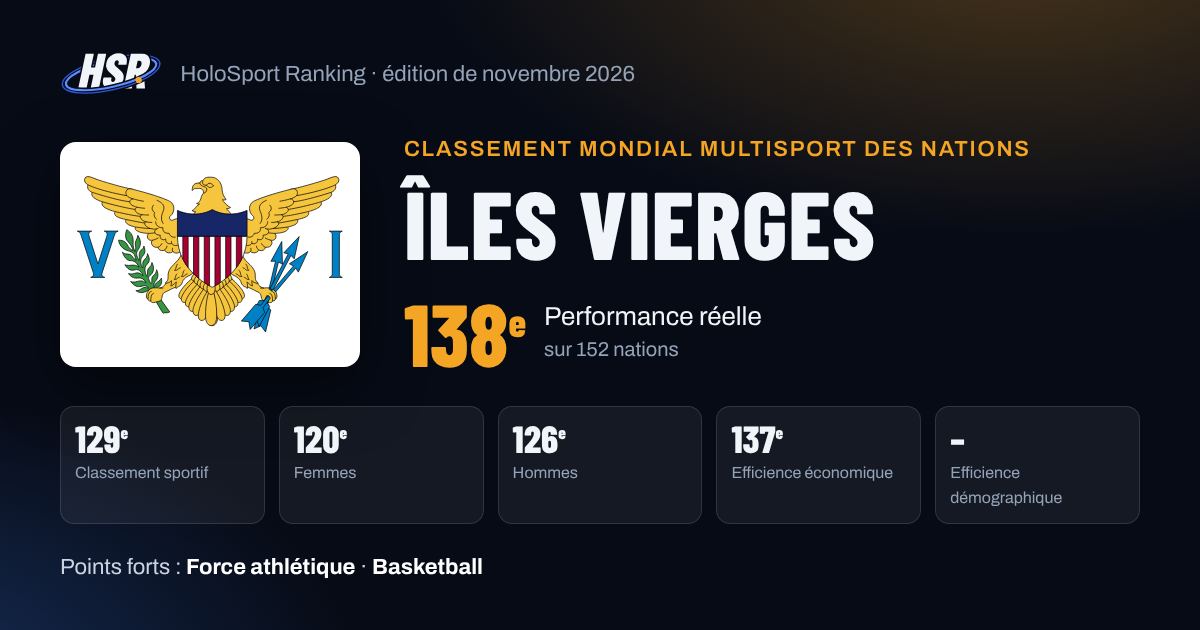 HSR
HoloSport Ranking · édition de novembre 2026
CLASSEMENT MONDIAL MULTISPORT DES NATIONS
ÎLES VIERGES
V I
138e Performance réelle
sur 152 nations
129e
Classement sportif
120e
Femmes
126e
Hommes
137e
Efficience économique
–
Efficience
démographique
Points forts : Force athlétique · Basketball